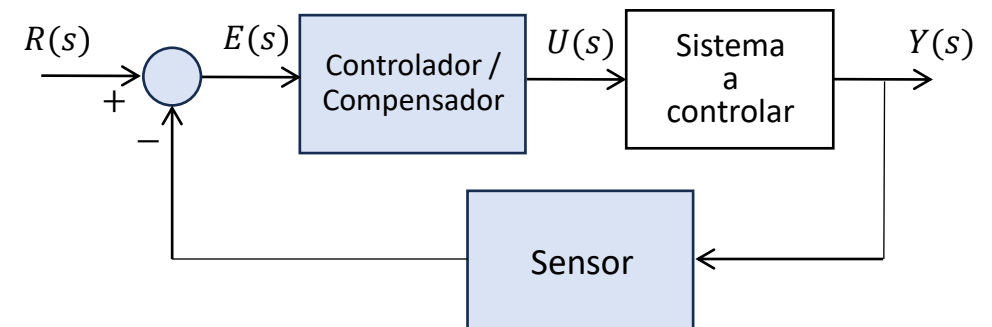 R(s)
E(s)
Controlador /
Compensador
U(s)
Sistema
a
controlar
Y(s)
+
−
Sensor